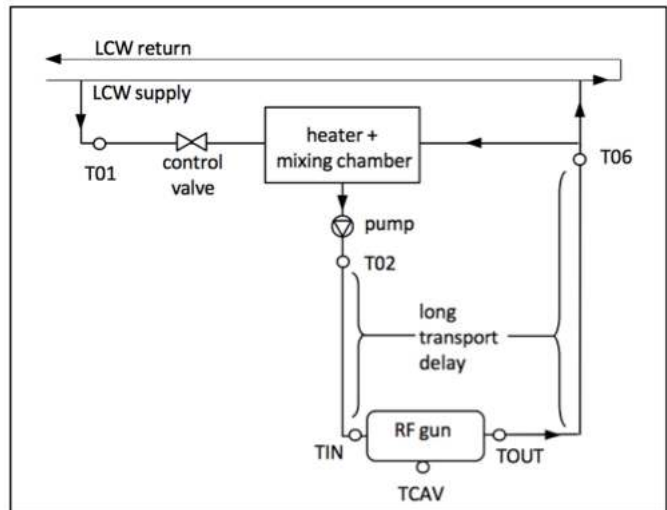 LCW return
LCW supply
heater +
mixing chamber
T01
control
valve
T06
pump
T02
long
transport
delay
RF gun
TIN
TOUT
TCAV